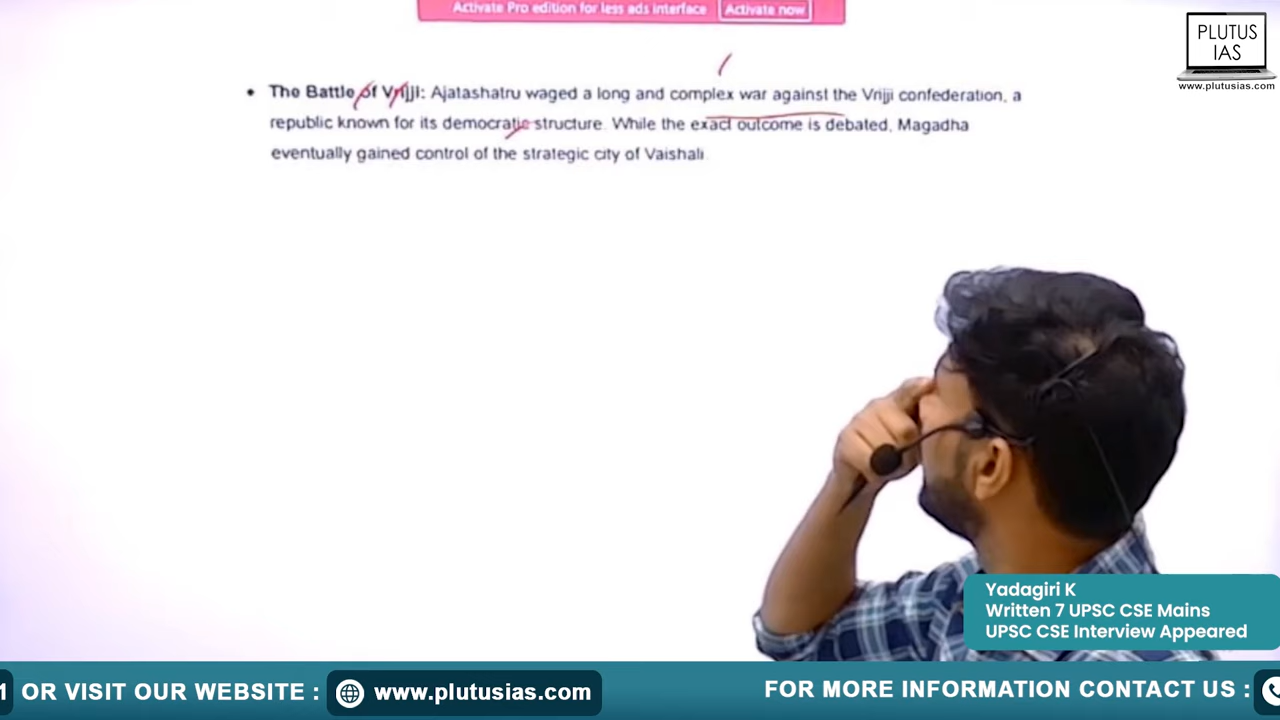 Activate Pro edition for less ads interface Activate now
PLUTUS
IAS
www.plutusias.com
• The Battle of Vrijji: Ajatashatru waged a long and complex war against the Vrijji confederation, a
republic known for its democratic structure. While the exact outcome is debated, Magadha
eventually gained control of the strategic city of Vaishali.
Yadagiri K
Written 7 UPSC CSE Mains
UPSC CSE Interview Appeared
1 OR VISIT OUR WEBSITE : www.plutusias.com FOR MORE INFORMATION CONTACT US :